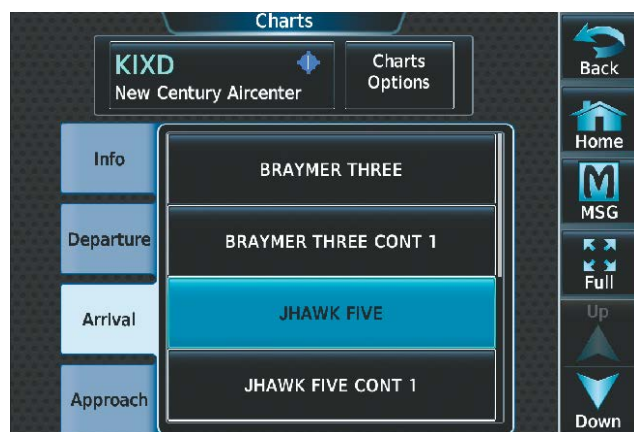 Charts
KIXD
New Century Aircenter
Charts
Options
Back
Home
MSG
Full
Up
Down
Info
Departure
Arrival
Approach
BRAYMER THREE
BRAYMER THREE CONT 1
JHAWK FIVE
JHAWK FIVE CONT 1